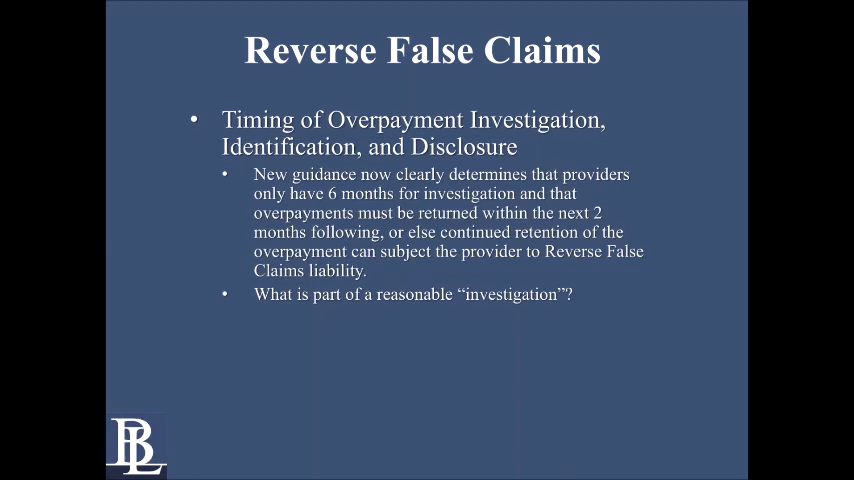 Reverse False Claims
• Timing of Overpayment Investigation,
Identification, and Disclosure
• New guidance now clearly determines that providers
only have 6 months for investigation and that
overpayments must be returned within the next 2
months following, or else continued retention of the
overpayment can subject the provider to Reverse False
Claims liability.
• What is part of a reasonable “investigation”?
BL